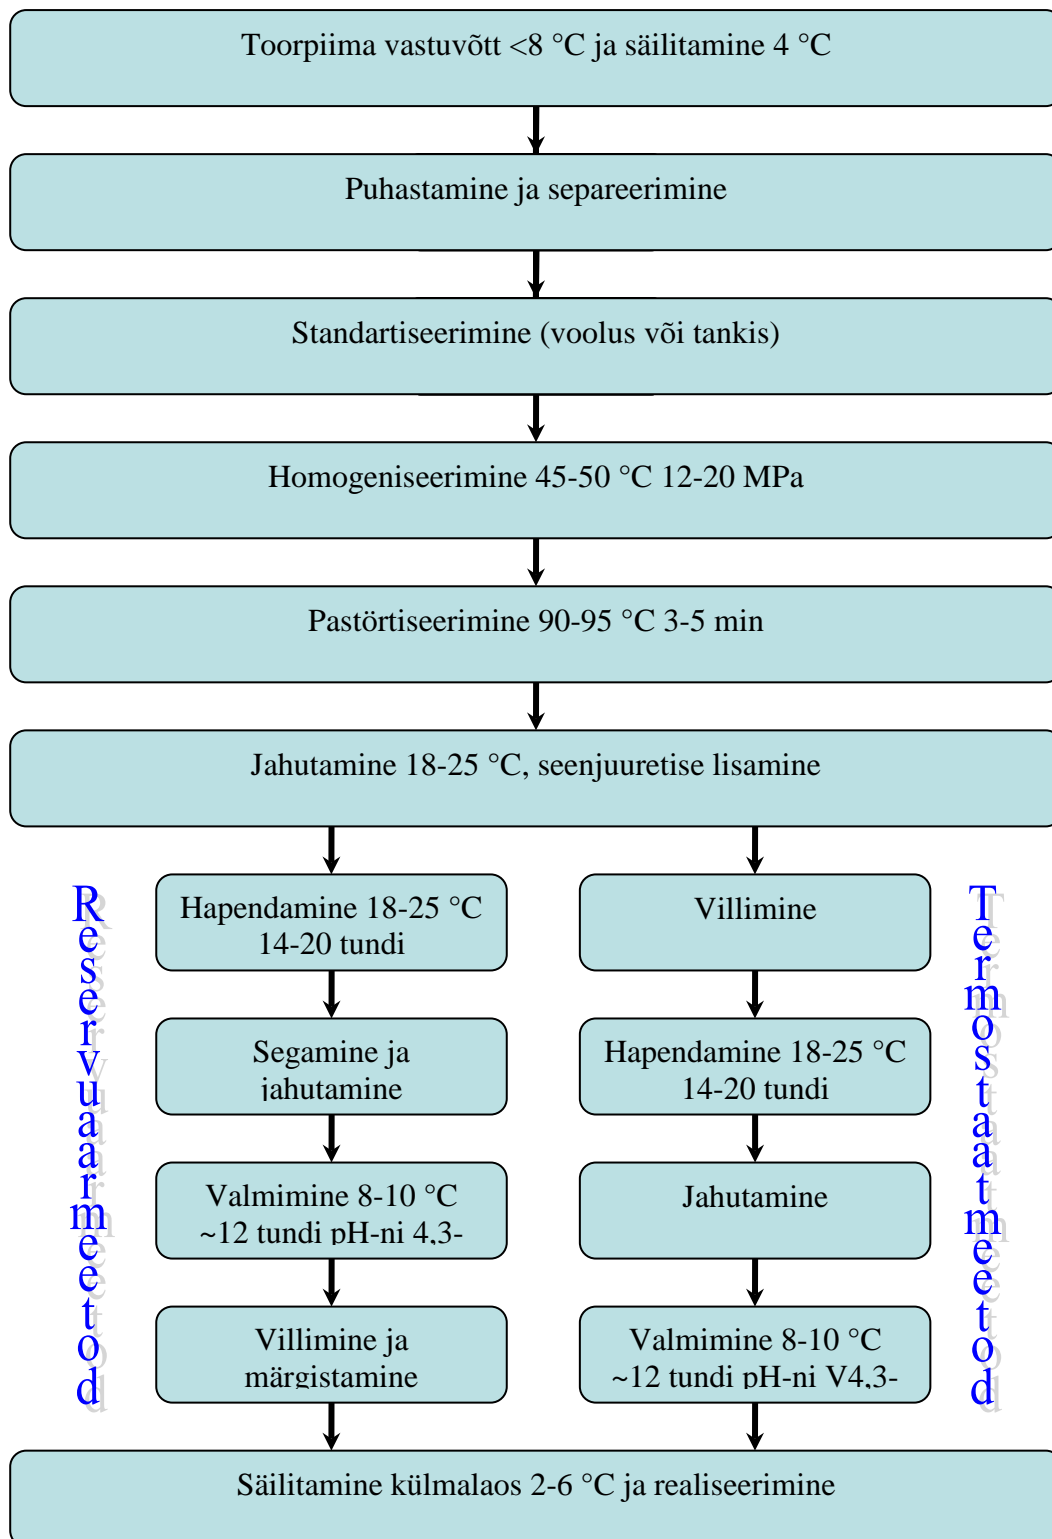 Toorpiima vastuvõtt <8 °C ja säilitamine 4 °C
Puhastamine ja separeerimine
Standartiseerimine (voolus või tankis)
Homogeniseerimine 45-50 °C 12-20 MPa
Pastörtiseerimine 90-95 °C 3-5 min
Jahutamine 18-25 °C, seenjuuretise lisamine
Reservuaarmeetod
Hapendamine 18-25 °C
14-20 tundi
Segamine ja
jahutamine
Valmimine 8-10 °C
~12 tundi pH-ni 4,3-
Villimine ja
märgistamine
Villimine
Hapendamine 18-25 °C
14-20 tundi
Jahutamine
Valmimine 8-10 °C
~12 tundi pH-ni V4,3-
Termostaatmeetod
Säilitamine külmalaos 2-6 °C ja realiseerimine